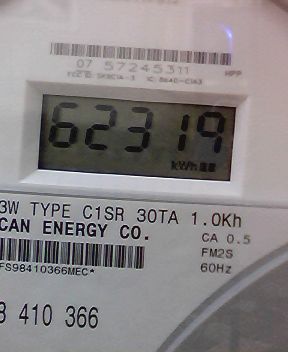 07 57245311
HPP
62319
kWh
3W TYPE C1SR 30TA 1.0Kh
CAN ENERGY CO.
CA 0.5
FM2S
60Hz
FS98410366MEC*
8 410 366